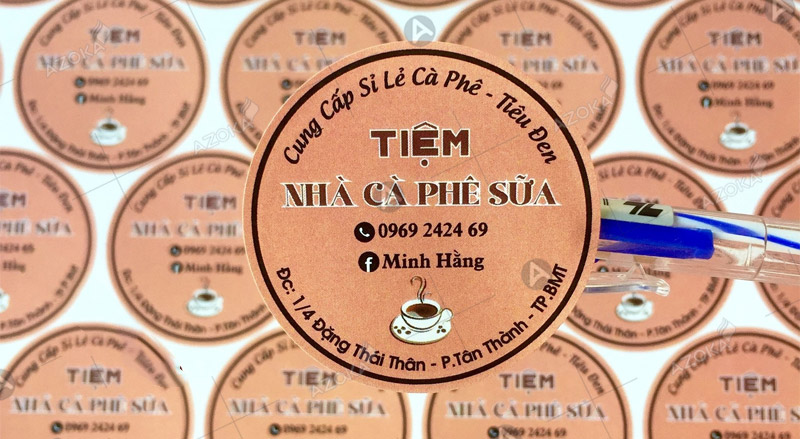 Cung Cấp Sỉ Lẻ Cà Phê - Tiêu Đen
TIỆM
NHÀ CÀ PHÊ SỮA
0969 2424 69
Minh Hằng
Đc: 1/4 Đặng Thái Thân - P.Tân Thành - TP.BMT